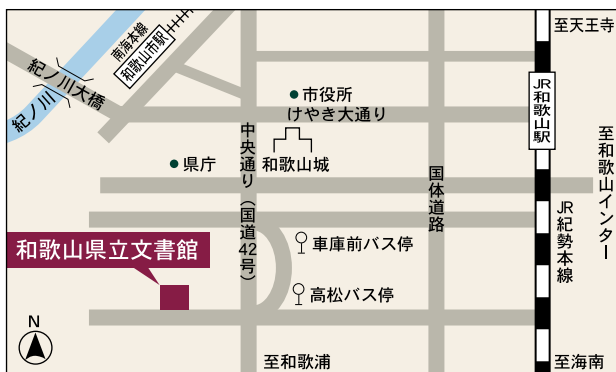 至天王寺
南海本線
和歌山市駅
紀ノ川大橋
紀ノ川
市役所
けやき大通り
JR和歌山駅
至和歌山インター
中央通り（国道42号）
県庁
和歌山城
国体道路
JR紀勢本線
和歌山県立文書館
車庫前バス停
高松バス停
N
至和歌浦
至海南